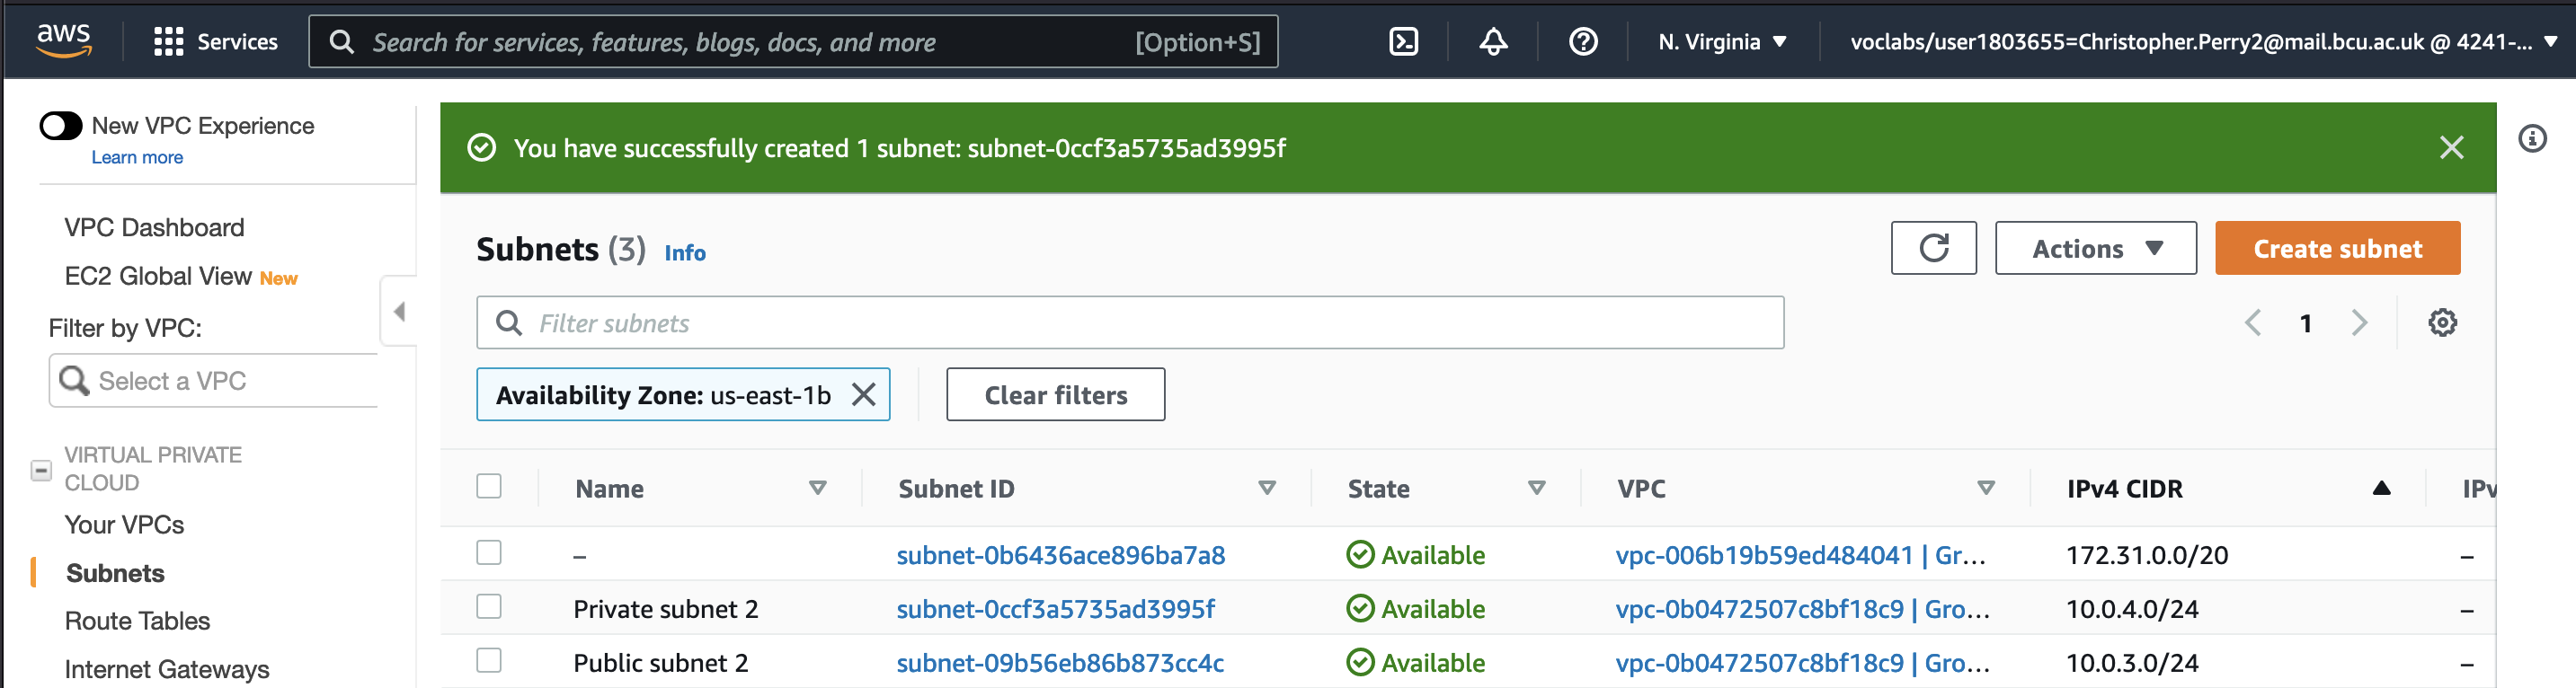 aws
Services
Search for services, features, blogs, docs, and more [Option+S]
N. Virginia
voclabs/user1803655=Christopher.Perry2@mail.bcu.ac.uk @ 4241-...
New VPC Experience
Learn more
VPC Dashboard
EC2 Global View New
Filter by VPC:
Select a VPC
VIRTUAL PRIVATE
CLOUD
Your VPCs
Subnets
Route Tables
Internet Gateways
You have successfully created 1 subnet: subnet-0ccf3a5735ad3995f
Subnets (3) Info
Actions
Create subnet
Filter subnets
1
Availability Zone: us-east-1b
Clear filters
Name Subnet ID State VPC IPv4 CIDR IPv
– subnet-0b6436ace896ba7a8 Available vpc-006b19b59ed484041 | Gr... 172.31.0.0/20 –
Private subnet 2 subnet-0ccf3a5735ad3995f Available vpc-0b0472507c8bf18c9 | Gro... 10.0.4.0/24 –
Public subnet 2 subnet-09b56eb86b873cc4c Available vpc-0b0472507c8bf18c9 | Gro... 10.0.3.0/24 –